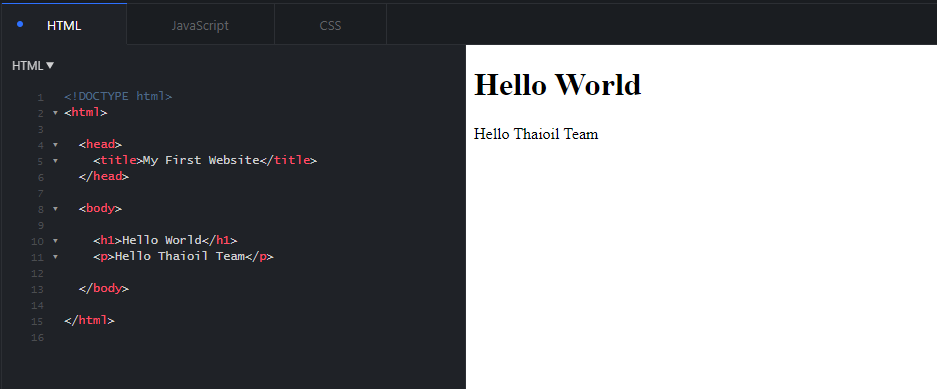 HTML
JavaScript
CSS
HTML ▼
1 <!DOCTYPE html>
2 ▾ <html>
3
4 ▾ <head>
5 ▾ <title>My First Website</title>
6 </head>
7
8 ▾ <body>
9
10 ▾ <h1>Hello World</h1>
11 ▾ <p>Hello Thaioil Team</p>
12
13 </body>
14
15 </html>
16
Hello World
Hello Thaioil Team